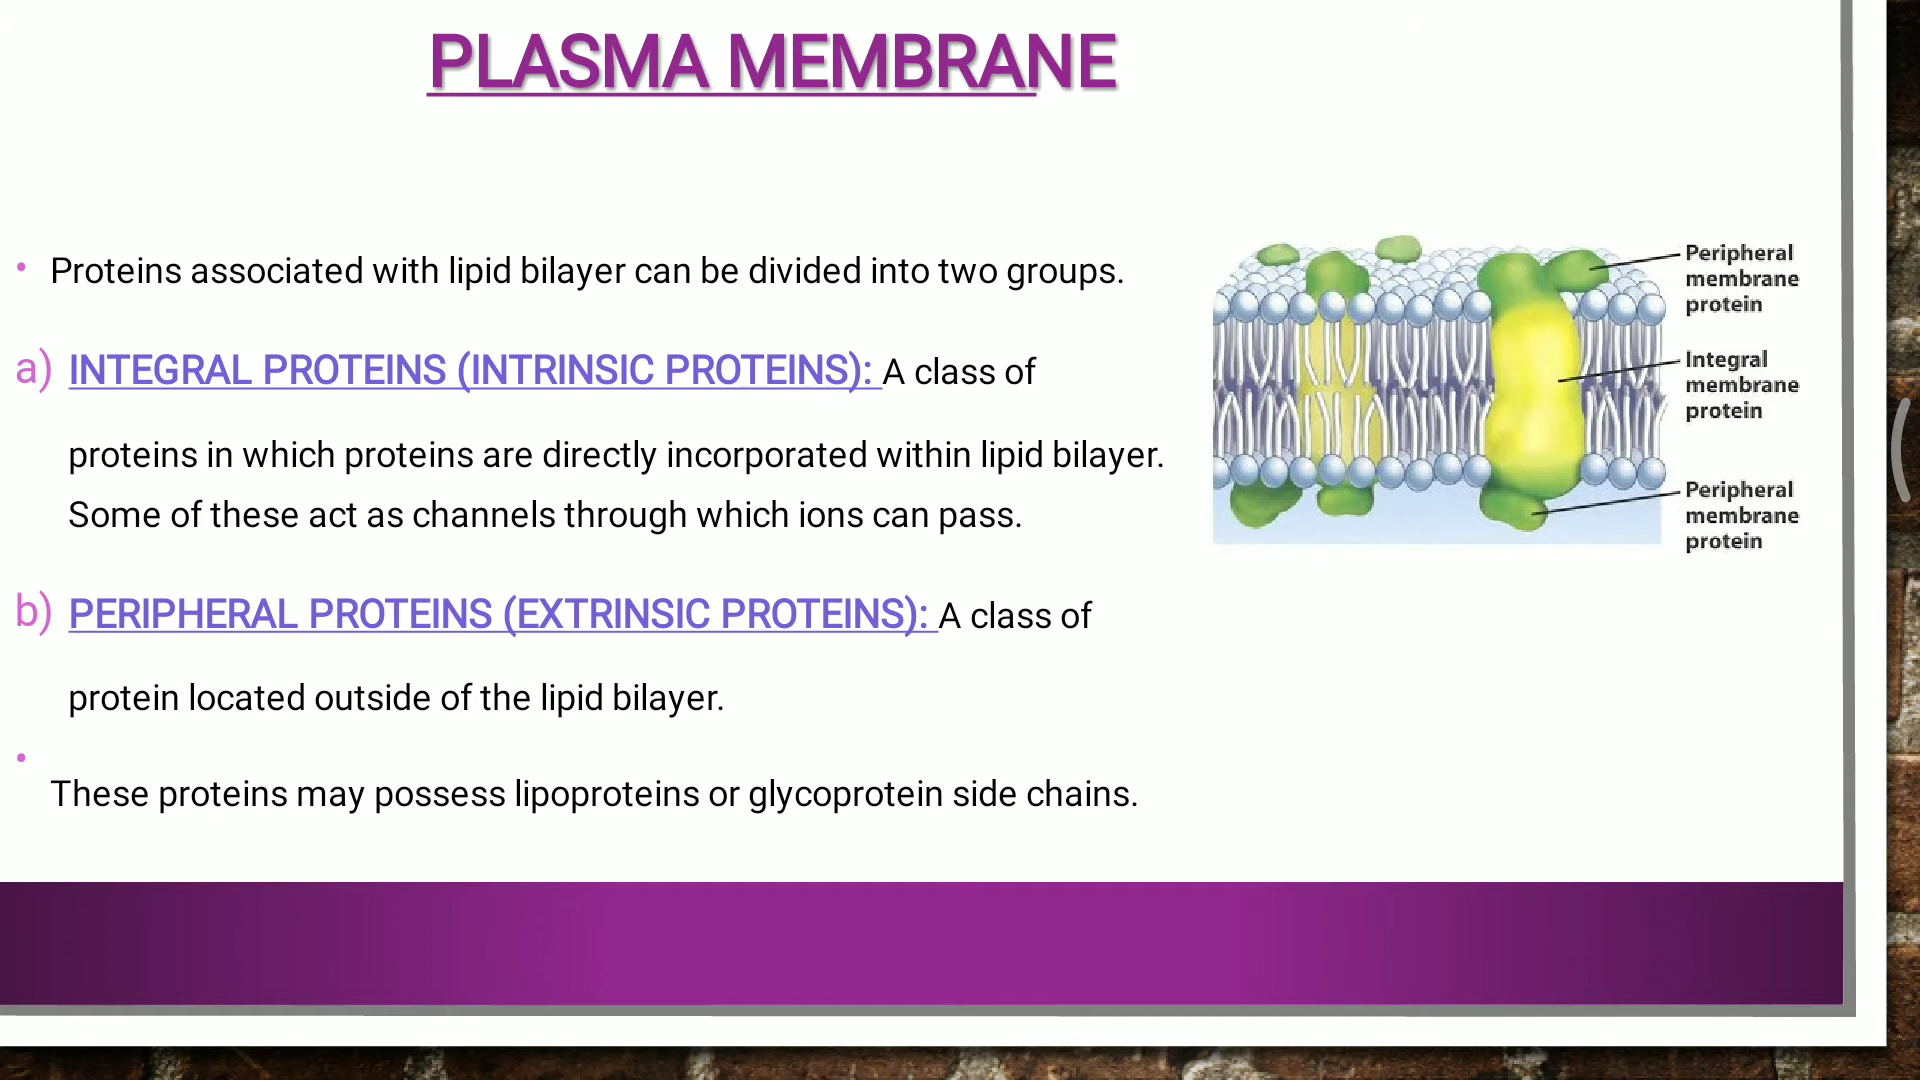 PLASMA MEMBRANE
• Proteins associated with lipid bilayer can be divided into two groups.
a) INTEGRAL PROTEINS (INTRINSIC PROTEINS): A class of
proteins in which proteins are directly incorporated within lipid bilayer.
Some of these act as channels through which ions can pass.
b) PERIPHERAL PROTEINS (EXTRINSIC PROTEINS): A class of
protein located outside of the lipid bilayer.
•
These proteins may possess lipoproteins or glycoprotein side chains.
Peripheral
membrane
protein
Integral
membrane
protein
Peripheral
membrane
protein